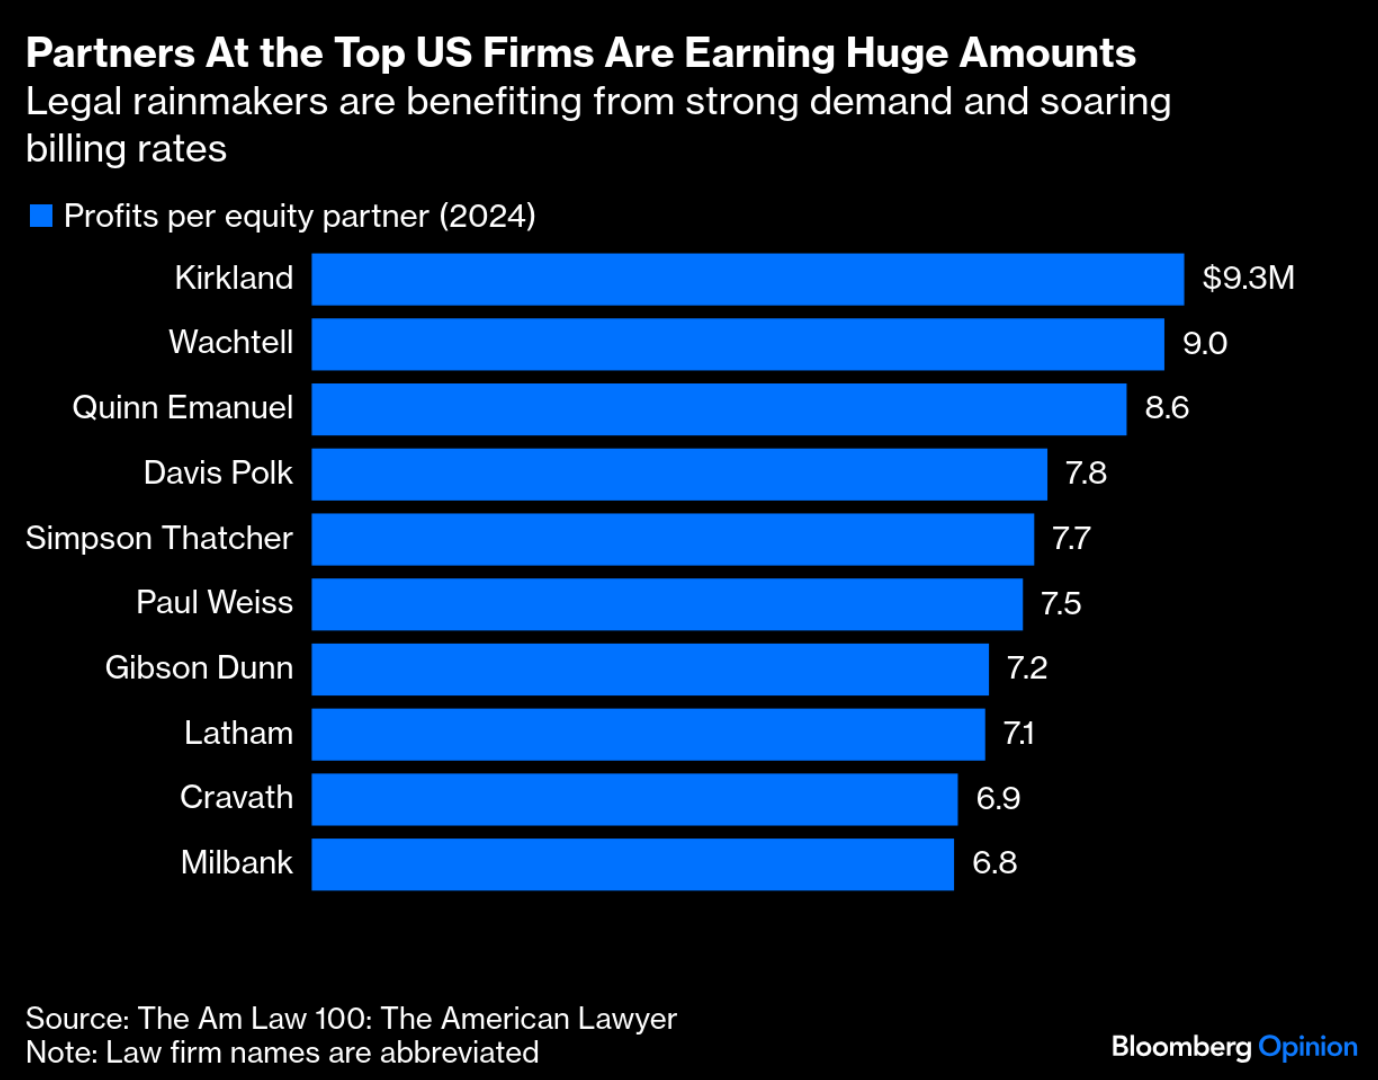 Partners At the Top US Firms Are Earning Huge Amounts
Legal rainmakers are benefiting from strong demand and soaring
billing rates
Profits per equity partner (2024)
Kirkland $9.3M
Wachtell 9.0
Quinn Emanuel 8.6
Davis Polk 7.8
Simpson Thatcher 7.7
Paul Weiss 7.5
Gibson Dunn 7.2
Latham 7.1
Cravath 6.9
Milbank 6.8
Source: The Am Law 100: The American Lawyer
Note: Law firm names are abbreviated
Bloomberg Opinion